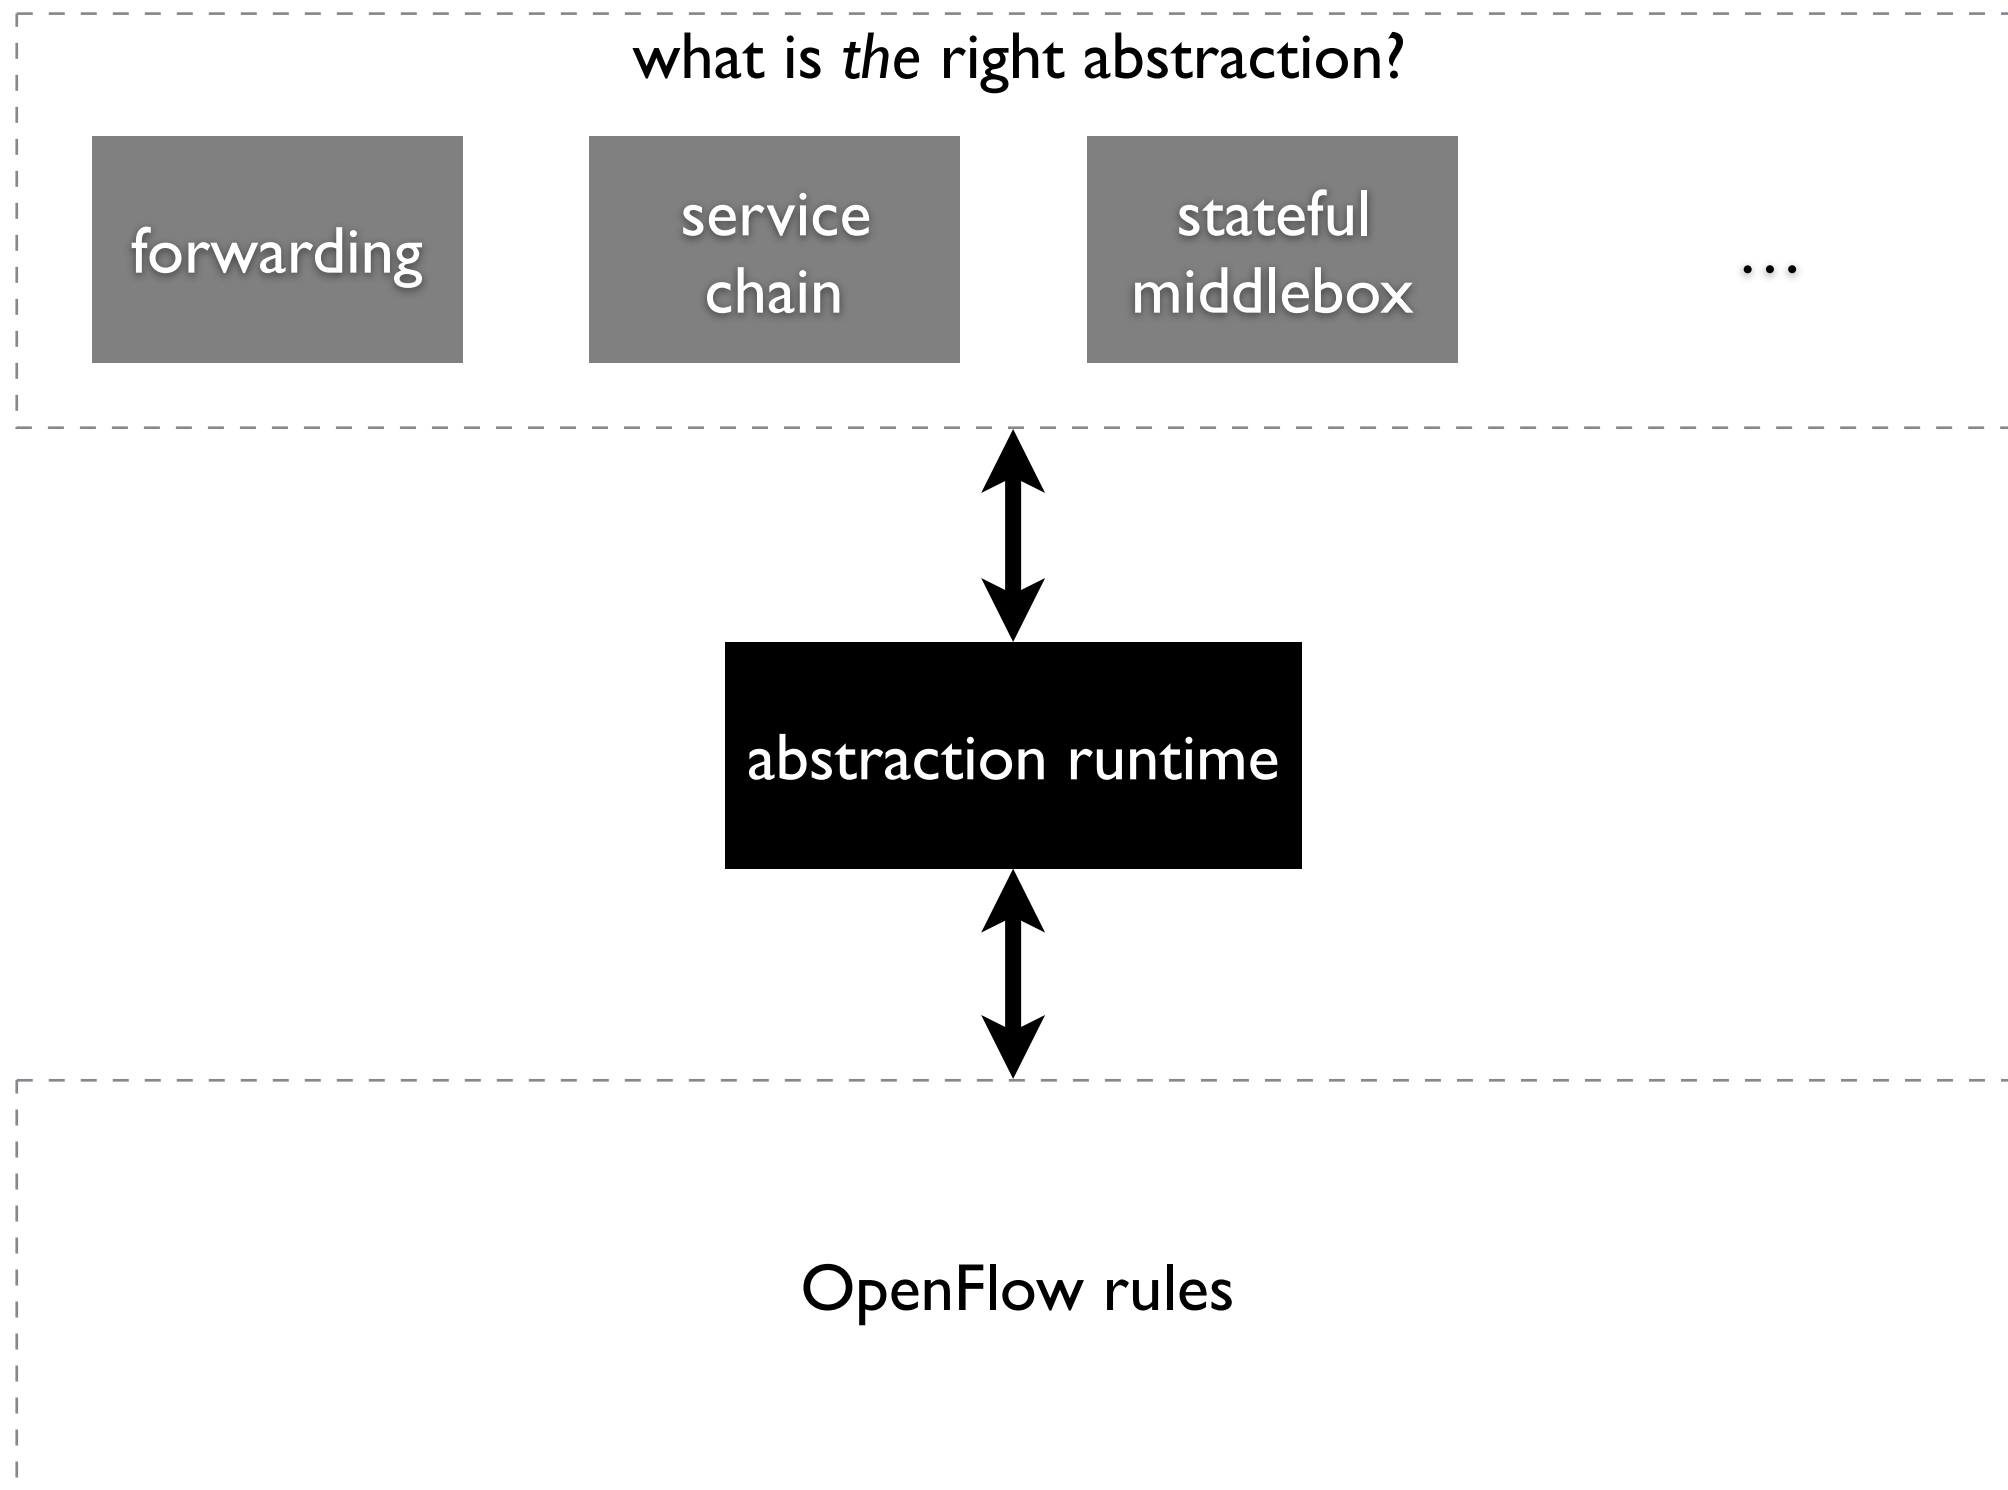 what is the right abstraction?
forwarding
service
chain
stateful
middlebox
...
abstraction runtime
OpenFlow rules